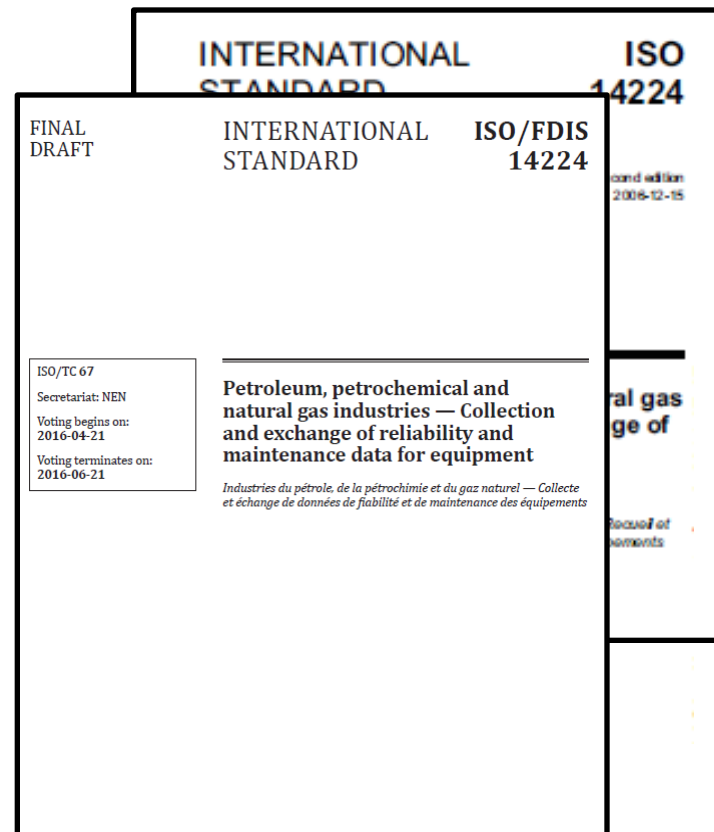 INTERNATIONAL ISO
STANDARD 14224
cond edition
2006-12-15
ral gas
ge of
Recueil et
pements
FINAL
DRAFT
INTERNATIONAL
STANDARD
ISO/FDIS
14224
ISO/TC 67
Secretariat: NEN
Voting begins on:
2016-04-21
Voting terminates on:
2016-06-21
Petroleum, petrochemical and
natural gas industries — Collection
and exchange of reliability and
maintenance data for equipment
Industries du pétrole, de la pétrochimie et du gaz naturel — Collecte
et échange de données de fiabilité et de maintenance des équipements